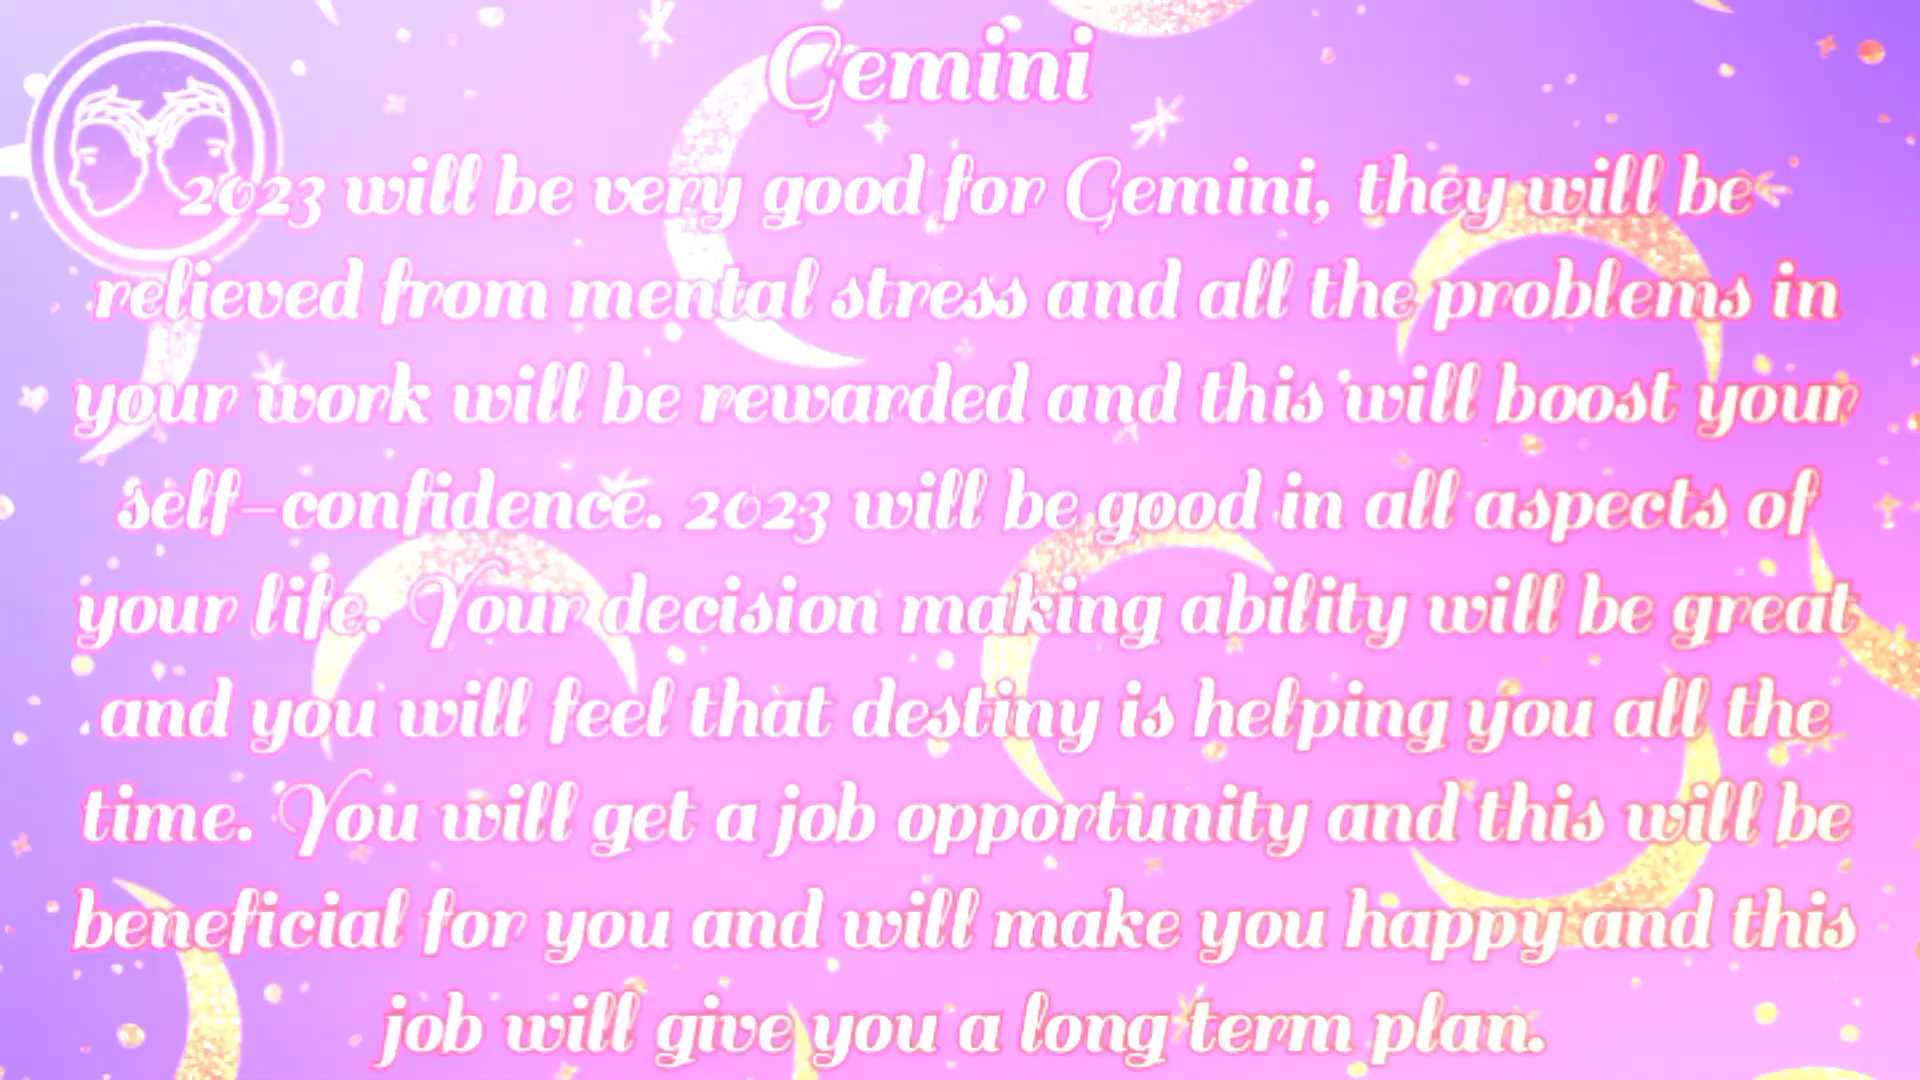 Gemini
2023 will be very good for Gemini, they will be
relieved from mental stress and all the problems in
your work will be rewarded and this will boost your
self-confidence. 2023 will be good in all aspects of
your life. Your decision making ability will be great
and you will feel that destiny is helping you all the
time. You will get a job opportunity and this will be
beneficial for you and will make you happy and this
job will give you a long term plan.